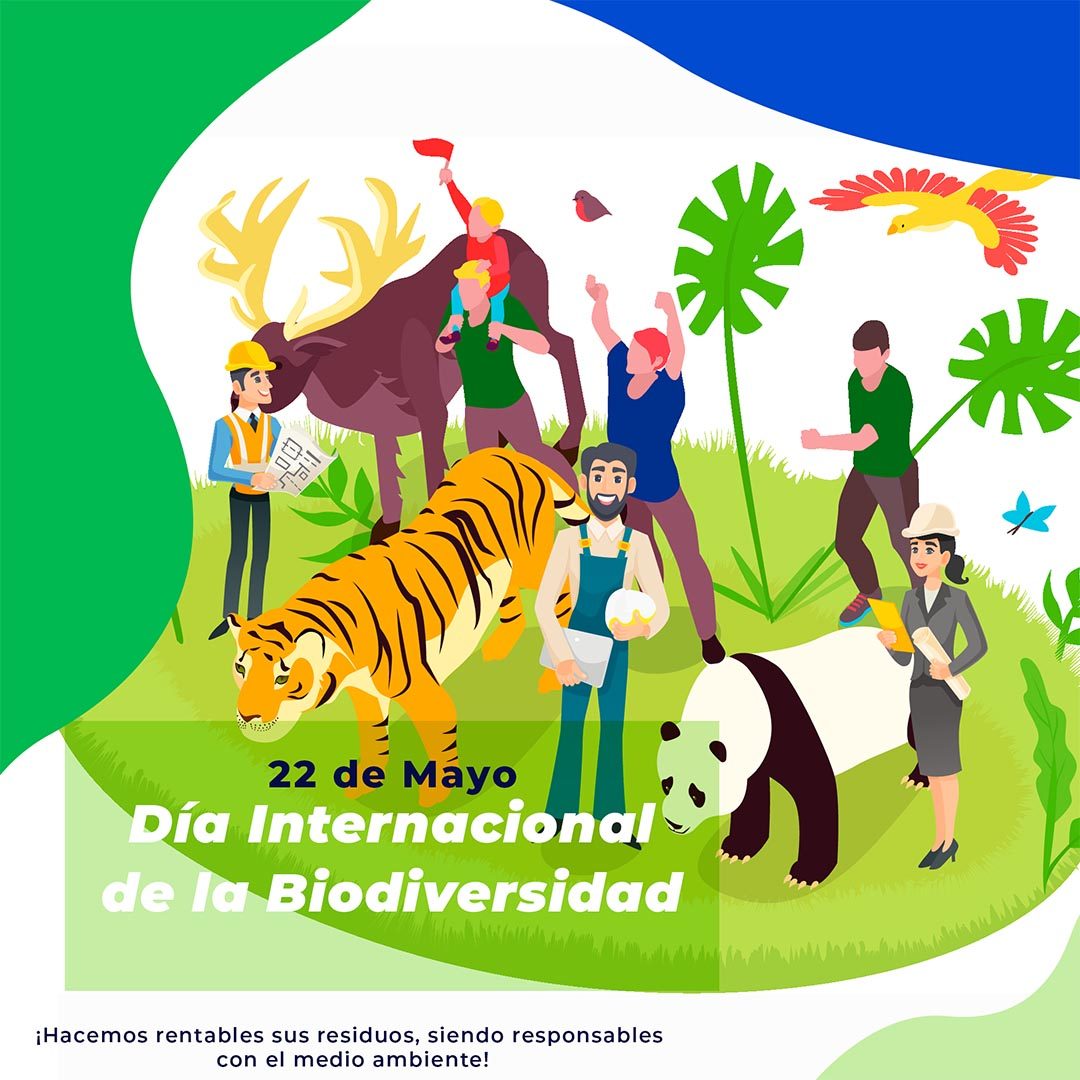 22 de Mayo
Día Internacional
de la Biodiversidad
¡Hacemos rentables sus residuos, siendo responsables
con el medio ambiente!